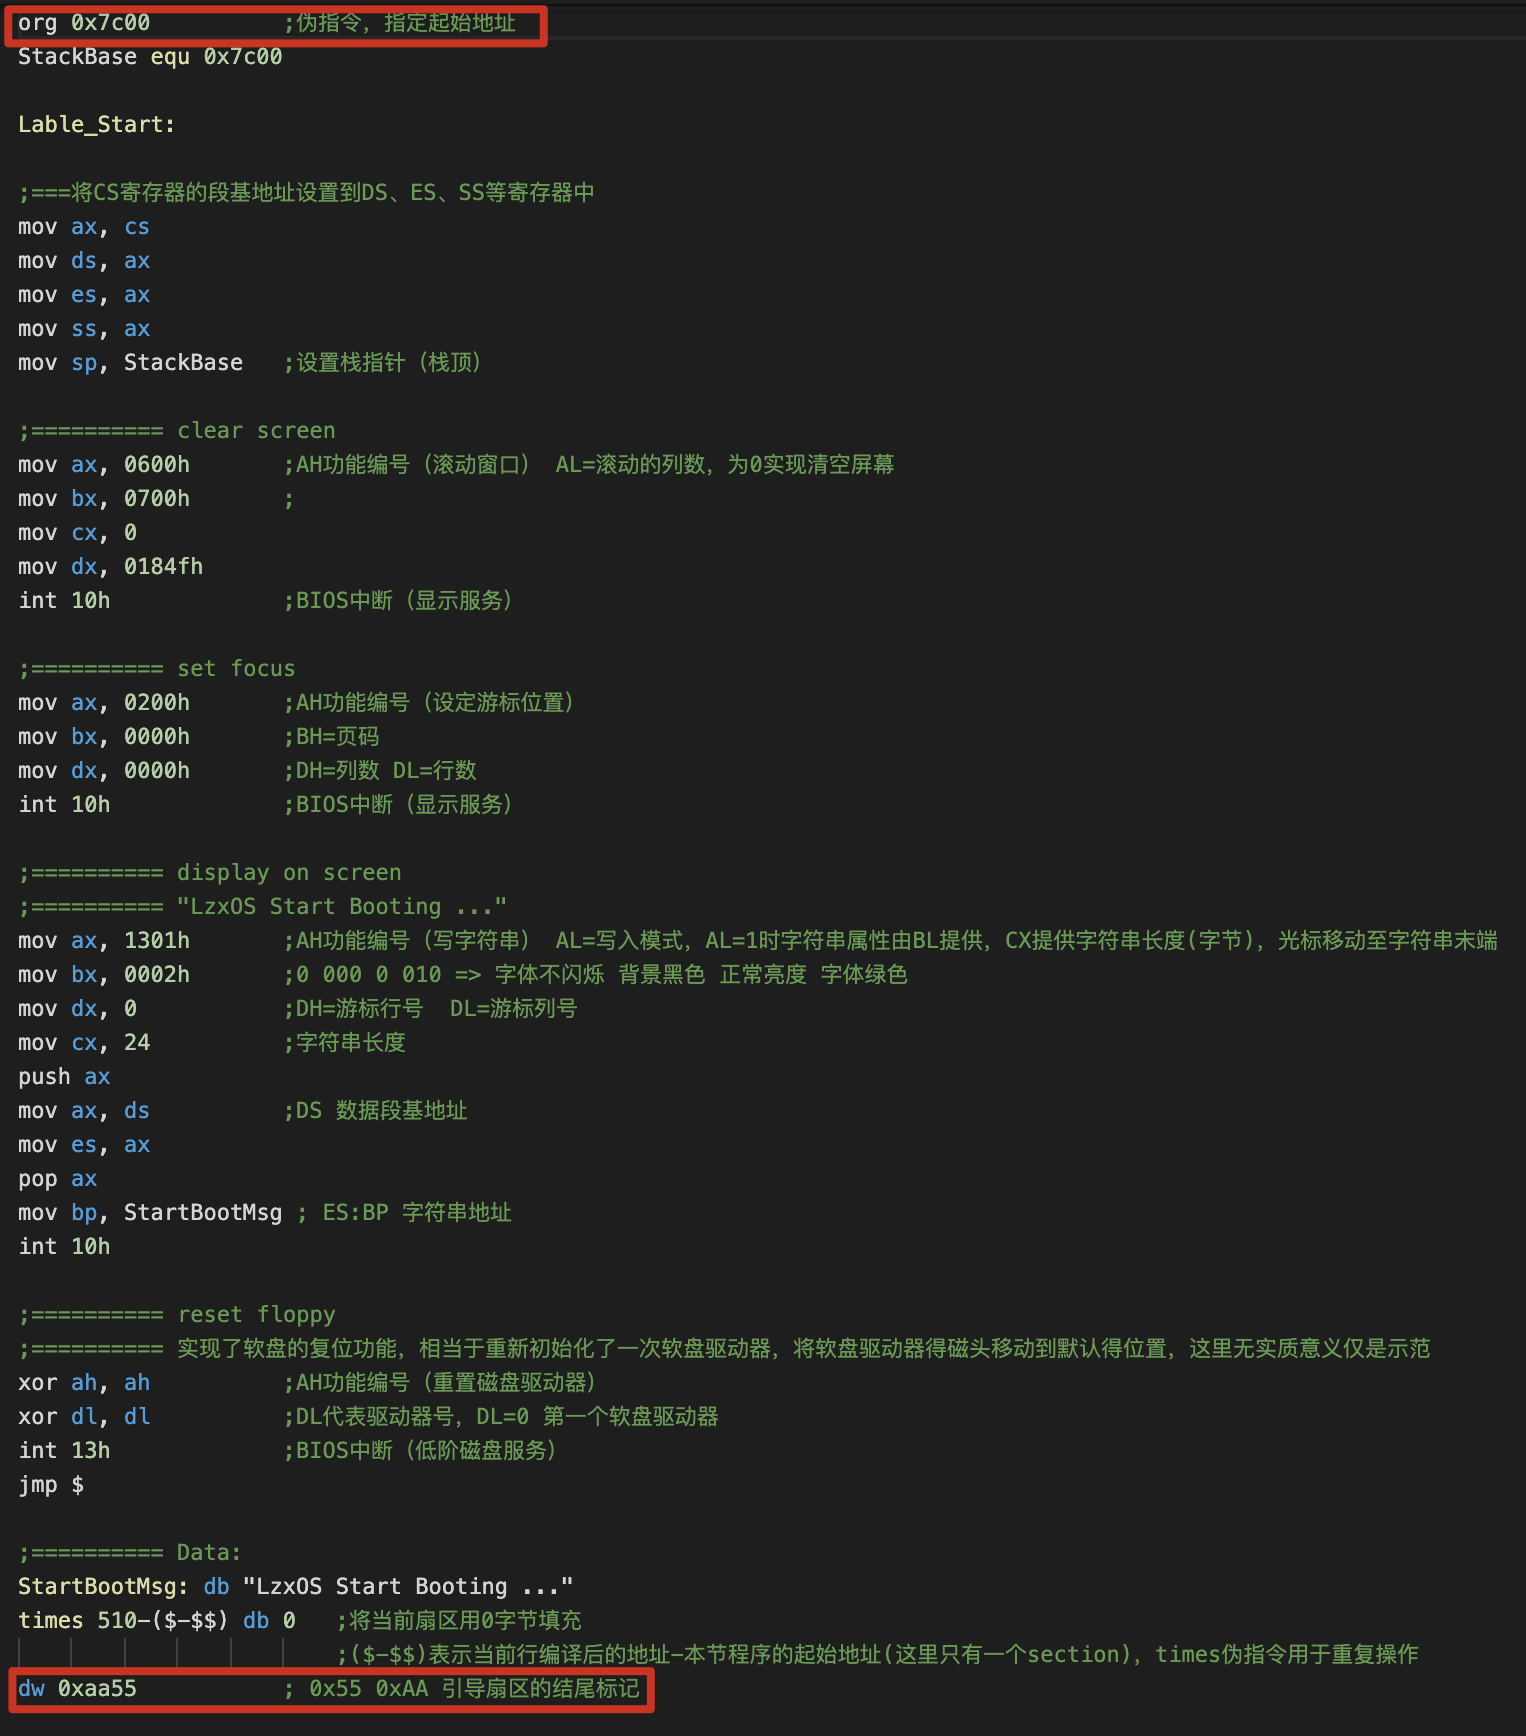 org 0x7c00          ;伪指令，指定起始地址
StackBase equ 0x7c00
Lable_Start:
;===将CS寄存器的段基地址设置到DS、ES、SS等寄存器中
mov ax, cs
mov ds, ax
mov es, ax
mov ss, ax
mov sp, StackBase   ;设置栈指针（栈顶）
;========== clear screen
mov ax, 0600h       ;AH功能编号（滚动窗口） AL=滚动的列数，为0实现清空屏幕
mov bx, 0700h       ;
mov cx, 0
mov dx, 0184fh
int 10h             ;BIOS中断（显示服务）
;========== set focus
mov ax, 0200h       ;AH功能编号（设定游标位置）
mov bx, 0000h       ;BH=页码
mov dx, 0000h       ;DH=列数 DL=行数
int 10h             ;BIOS中断（显示服务）
;========== display on screen
;========== "LzxOS Start Booting ..."
mov ax, 1301h       ;AH功能编号（写字符串） AL=写入模式，AL=1时字符串属性由BL提供，CX提供字符串长度(字节)，光标移动至字符串末端
mov bx, 0002h       ;0 000 0 010 => 字体不闪烁 背景黑色 正常亮度 字体绿色
mov dx, 0           ;DH=游标行号  DL=游标列号
mov cx, 24          ;字符串长度
push ax
mov ax, ds          ;DS 数据段基地址
mov es, ax
pop ax
mov bp, StartBootMsg ; ES:BP 字符串地址
int 10h
;========== reset floppy
;========== 实现了软盘的复位功能，相当于重新初始化了一次软盘驱动器，将软盘驱动器得磁头移动到默认得位置，这里无实质意义仅是示范
xor ah, ah          ;AH功能编号（重置磁盘驱动器）
xor dl, dl          ;DL代表驱动器号，DL=0 第一个软盘驱动器
int 13h             ;BIOS中断（低阶磁盘服务）
jmp $
;========== Data:
StartBootMsg: db "LzxOS Start Booting ..."
times 510-($-$$) db 0   ;将当前扇区用0字节填充
;($-$$)表示当前行编译后的地址-本节程序的起始地址(这里只有一个section)，times伪指令用于重复操作
dw 0xaa55           ; 0x55 0xAA 引导扇区的结尾标记